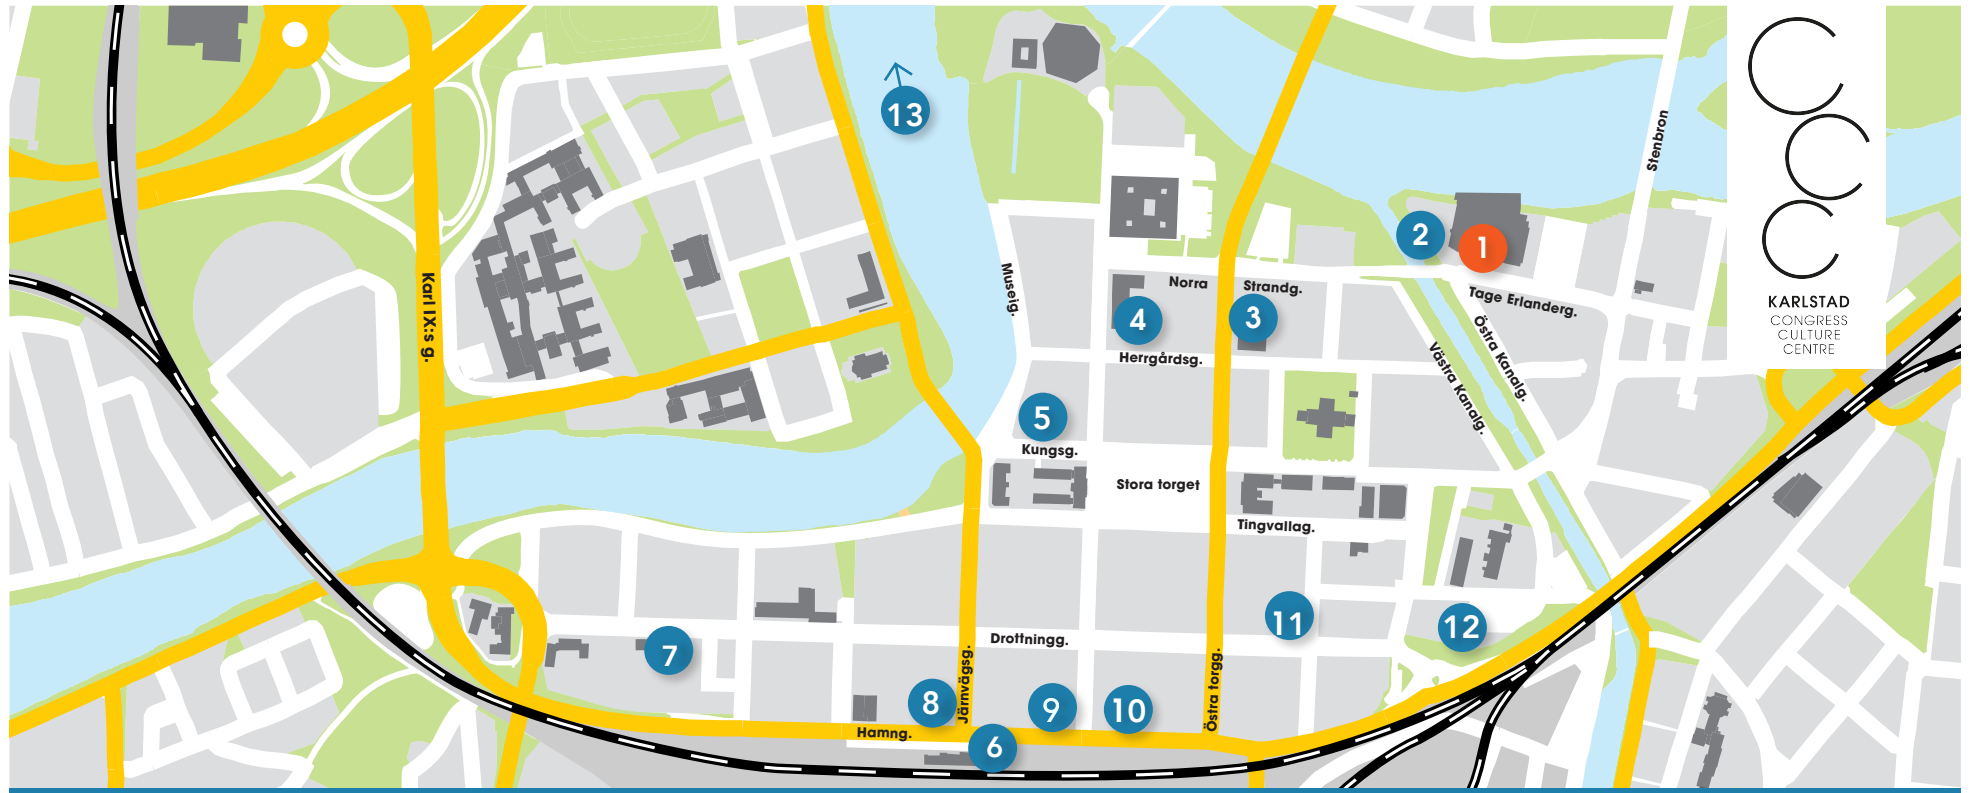 13
Stenbron
2
1
KARLSTAD
CONGRESS
CULTURE
CENTRE
Karl IX:s g.
Museig.
Norra
Strandg.
Tage Erlanderg.
4
3
Östra Kanalg.
Västra Kanalg.
Herrgårdsg.
5
Kungsg.
Stora torget
Tingvallag.
11
12
Drottningg.
7
Järnvägsg.
Östra torgg.
8
9
10
Hamng.
6